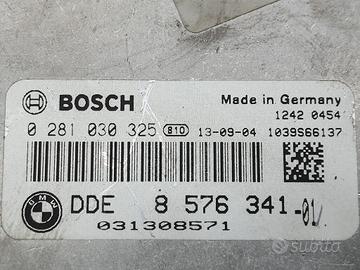 BOSCH
Made in Germany
1242 0454
0 281 030 325 810 13-09-04 1039S66137
BMW
DDE 8 576 341.01
031308571
subito